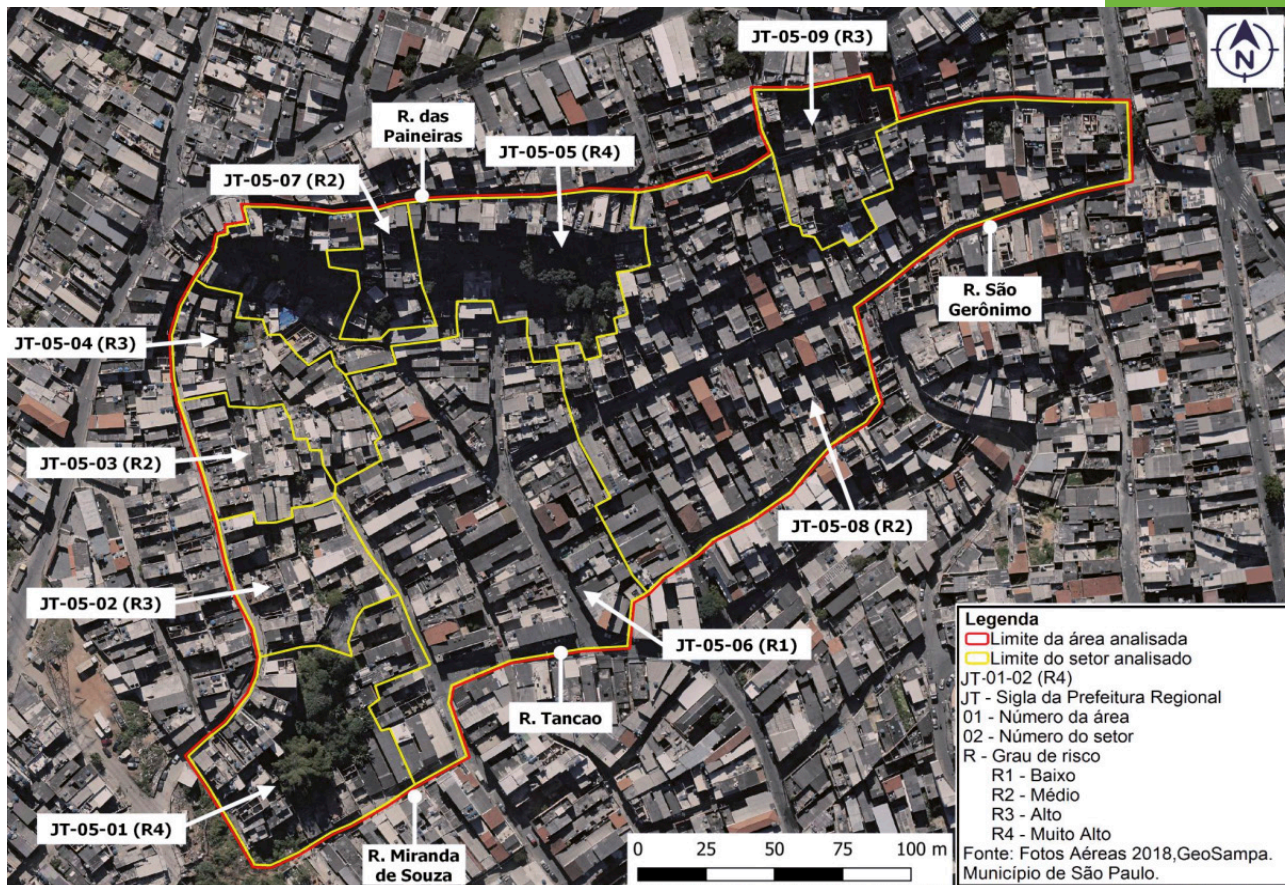 JT-05-09 (R3)
N
R. das
Paineiras
JT-05-05 (R4)
JT-05-07 (R2)
R. São
Gerônimo
JT-05-04 (R3)
JT-05-03 (R2)
JT-05-08 (R2)
JT-05-02 (R3)
JT-05-06 (R1)
R. Tancao
JT-05-01 (R4)
R. Miranda
de Souza
0 25 50 75 100 m
Legenda
Limite da área analisada
Limite do setor analisado
JT-01-02 (R4)
JT - Sigla da Prefeitura Regional
01 - Número da área
02 - Número do setor
R - Grau de risco
R1 - Baixo
R2 - Médio
R3 - Alto
R4 - Muito Alto
Fonte: Fotos Aéreas 2018,GeoSampa.
Município de São Paulo.